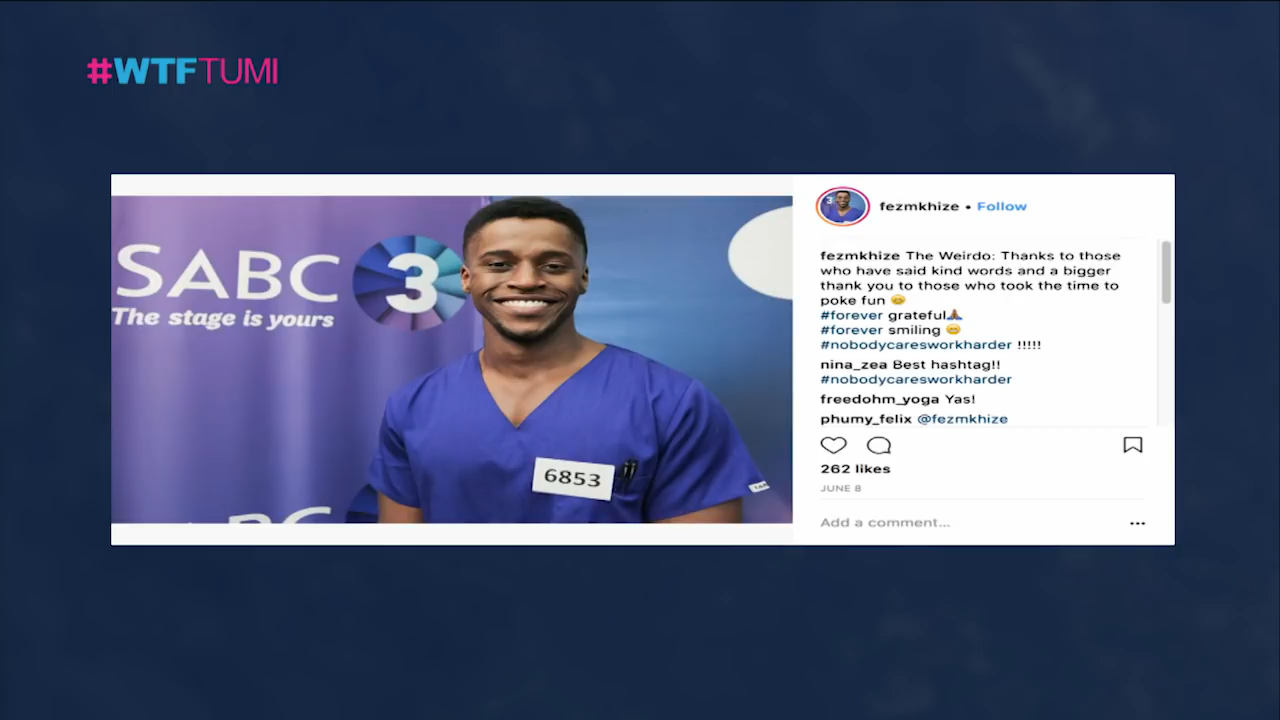 #WTFTUMI
SABC 3
The stage is yours
6853
fezmkhize • Follow
fezmkhize The Weirdo: Thanks to those
who have said kind words and a bigger
thank you to those who took the time to
poke fun 😄
#forever grateful🙏🏾
#forever smiling 😁
#nobodycaresworkharder !!!!!
nina_zea Best hashtag!!
#nobodycaresworkharder
freedohm_yoga Yas!
phumy_felix @fezmkhize
262 likes
JUNE 8
Add a comment...